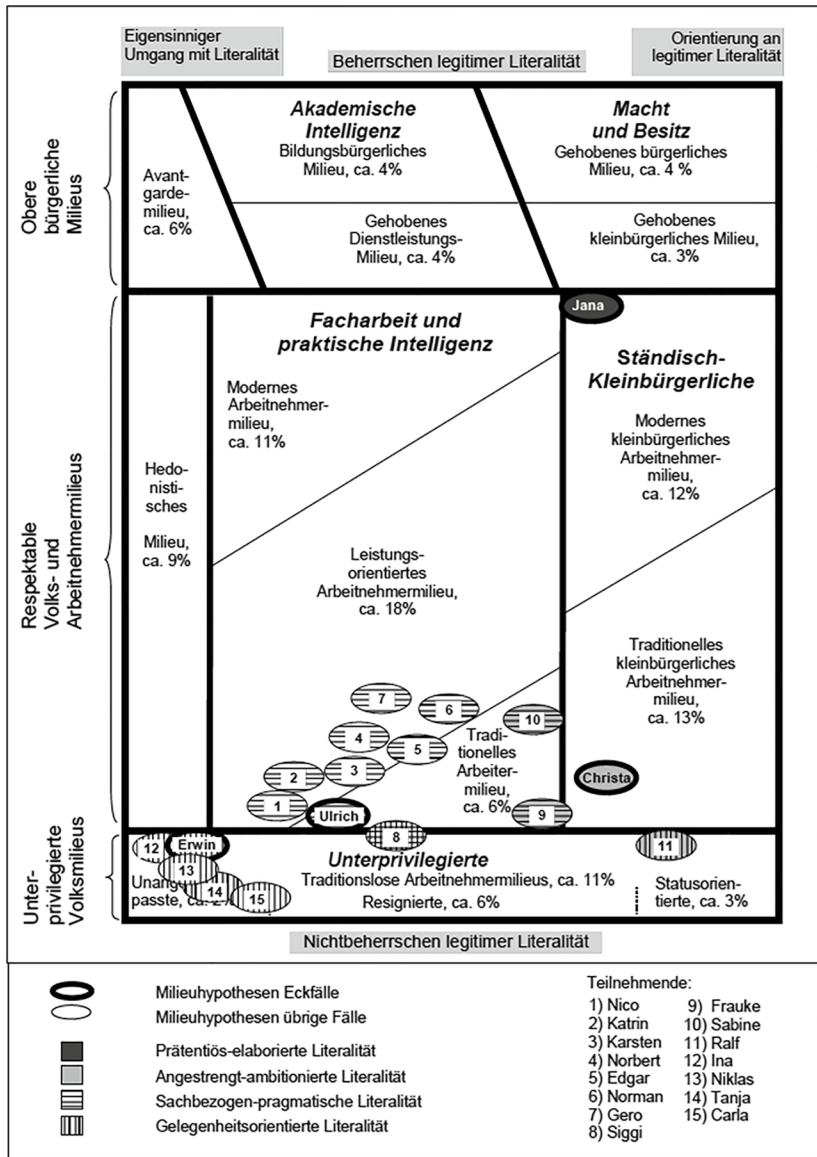 Eigensinniger
Umgang mit Literalität
Beherrschen legitimer Literalität
Orientierung an
legitimer Literalität
Obere
bürgerliche
Milieus
Avant-
garde-
milieu,
ca. 6%
Akademische
Intelligenz
Bildungsbürgerliches
Milieu, ca. 4%
Gehobenes
Dienstleistungs-
Milieu, ca. 4%
Macht
und Besitz
Gehobenes bürgerliches
Milieu, ca. 4 %
Gehobenes
kleinbürgerliches Milieu,
ca. 3%
Respektable
Volks- und
Arbeitnehmermilieus
Hedo-
nistisches
Milieu, ca. 9%
Facharbeit und
praktische Intelligenz
Modernes
Arbeitnehmer-
milieu,
ca. 11%
Leistungs-
orientiertes
Arbeitnehmermilieu,
ca. 18%
Tradi-
tionelles
Arbeiter-
milieu,
ca. 6%
Jana
Ständisch-
Kleinbürgerliche
Modernes
kleinbürgerliches
Arbeitnehmer-
milieu,
ca. 12%
Traditionelles
kleinbürgerliches
Arbeitnehmer-
milieu,
ca. 13%
Christa
7
6
10
4
5
3
2
1
Ulrich
9
8
Unter-
privilegierte
Volksmilieus
12
Erwin
13
14
15
11
Unterprivilegierte
Traditionslose Arbeitnehmermilieus, ca. 11%
Resignierte, ca. 6%
passte, ca.
Statusorien-
tierte, ca. 3%
Nichtbeherrschen legitimer Literalität
Milieuhypothesen Eckfälle
Milieuhypothesen übrige Fälle
Prätentiös-elaborierte Literalität
Angestrengt-ambitionierte Literalität
Sachbezogen-pragmatische Literalität
Gelegenheitsorientierte Literalität
Teilnehmende:
1) Nico
2) Katrin
3) Karsten
4) Norbert
5) Edgar
6) Norman
7) Gero
8) Siggi
9) Frauke
10) Sabine
11) Ralf
12) Ina
13) Niklas
14) Tanja
15) Carla